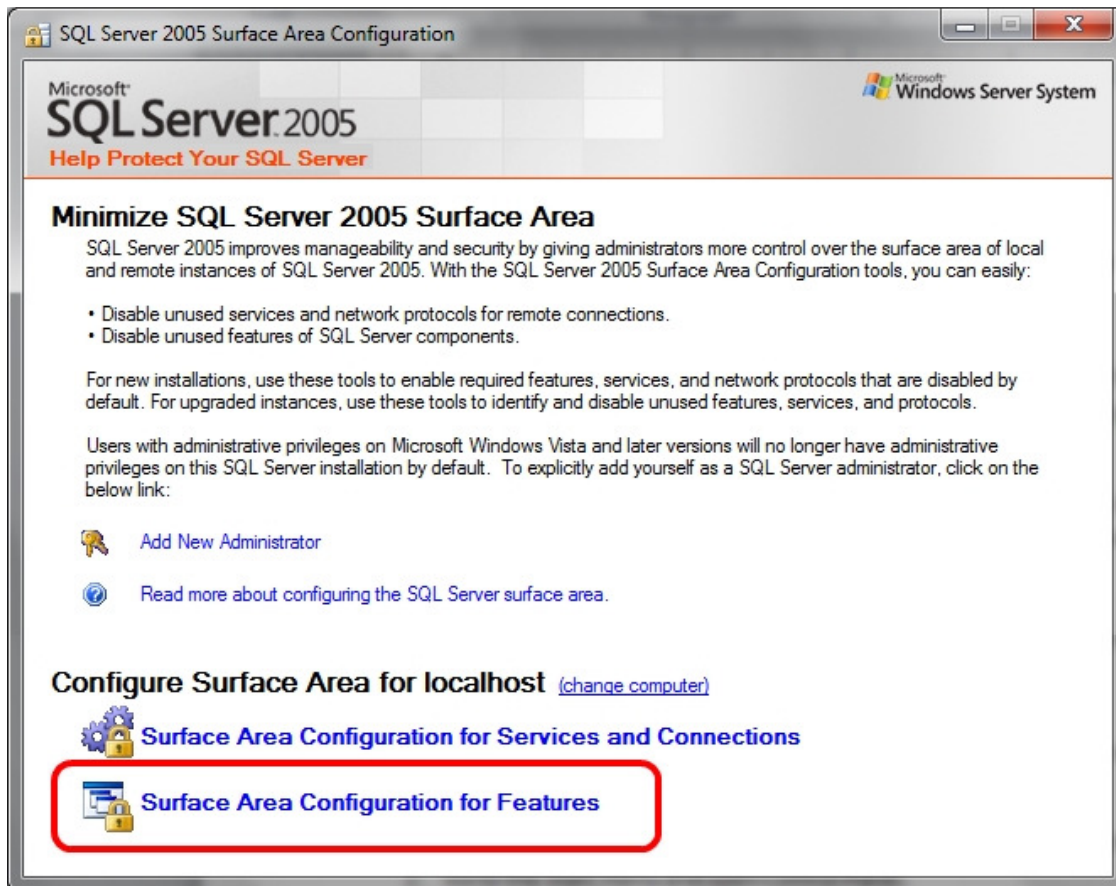 SQL Server 2005 Surface Area Configuration
Microsoft
SQL Server 2005
Help Protect Your SQL Server
Microsoft
Windows Server System
Minimize SQL Server 2005 Surface Area
SQL Server 2005 improves manageability and security by giving administrators more control over the surface area of local
and remote instances of SQL Server 2005. With the SQL Server 2005 Surface Area Configuration tools, you can easily:
• Disable unused services and network protocols for remote connections.
• Disable unused features of SQL Server components.
For new installations, use these tools to enable required features, services, and network protocols that are disabled by
default. For upgraded instances, use these tools to identify and disable unused features, services, and protocols.
Users with administrative privileges on Microsoft Windows Vista and later versions will no longer have administrative
privileges on this SQL Server installation by default. To explicitly add yourself as a SQL Server administrator, click on the
below link:
Add New Administrator
Read more about configuring the SQL Server surface area.
Configure Surface Area for localhost (change computer)
Surface Area Configuration for Services and Connections
Surface Area Configuration for Features